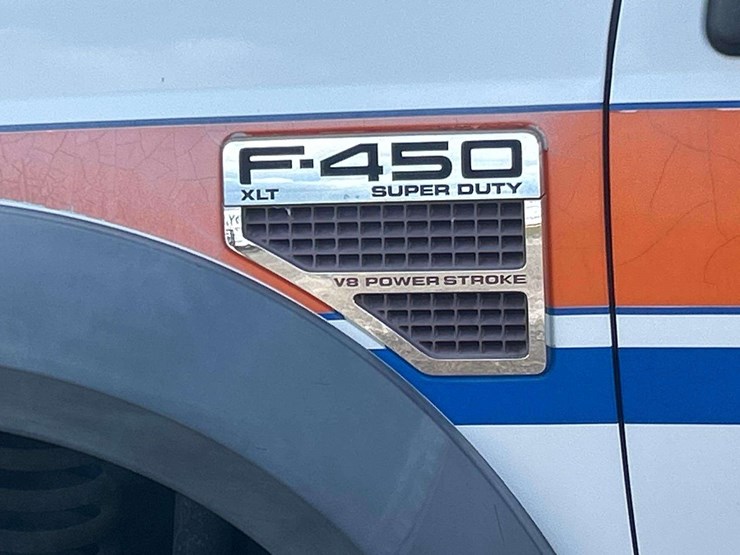 F-450
XLT SUPER DUTY
V8 POWER STROKE